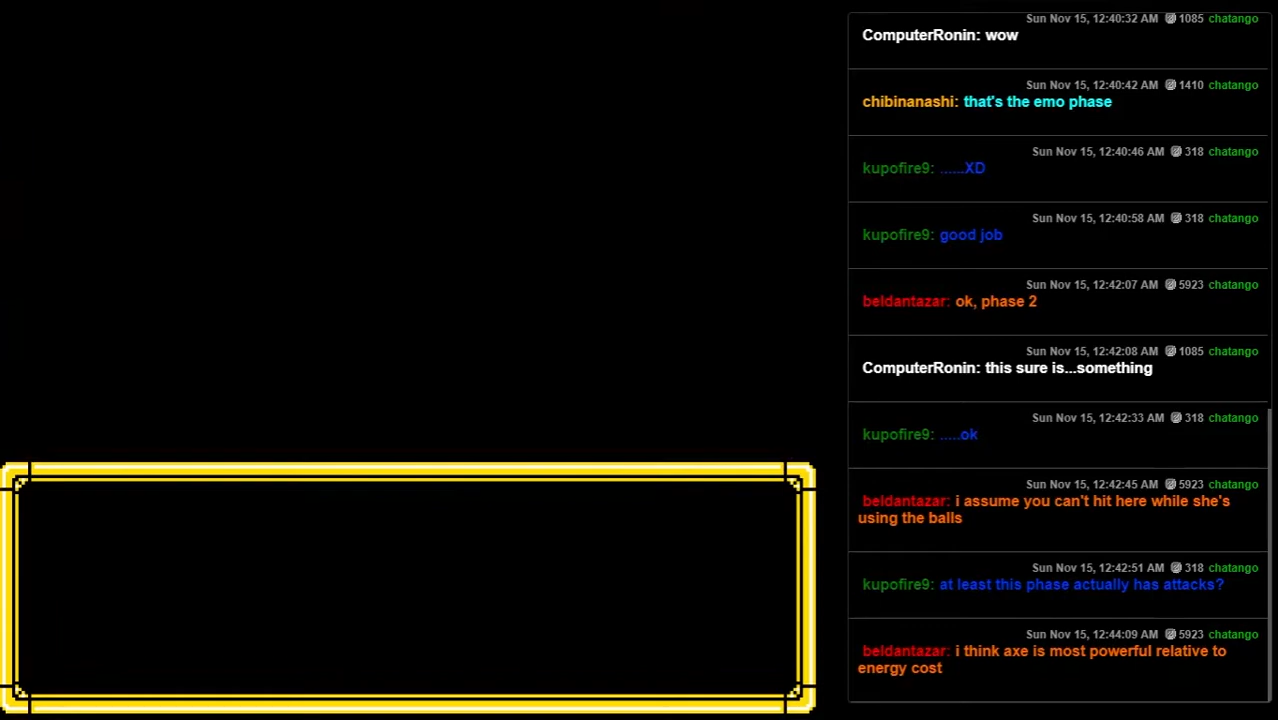 Sun Nov 15, 12:40:32 AM 1085 chatango
ComputerRonin: wow
Sun Nov 15, 12:40:42 AM 1410 chatango
chibinanashi: that's the emo phase
Sun Nov 15, 12:40:46 AM 318 chatango
kupofire9: ......XD
Sun Nov 15, 12:40:58 AM 318 chatango
kupofire9: good job
Sun Nov 15, 12:42:07 AM 5923 chatango
beldantazar: ok, phase 2
Sun Nov 15, 12:42:08 AM 1085 chatango
ComputerRonin: this sure is...something
Sun Nov 15, 12:42:33 AM 318 chatango
kupofire9: .....ok
Sun Nov 15, 12:42:45 AM 5923 chatango
beldantazar: i assume you can't hit here while she's
using the balls
Sun Nov 15, 12:42:51 AM 318 chatango
kupofire9: at least this phase actually has attacks?
Sun Nov 15, 12:44:09 AM 5923 chatango
beldantazar: i think axe is most powerful relative to
energy cost